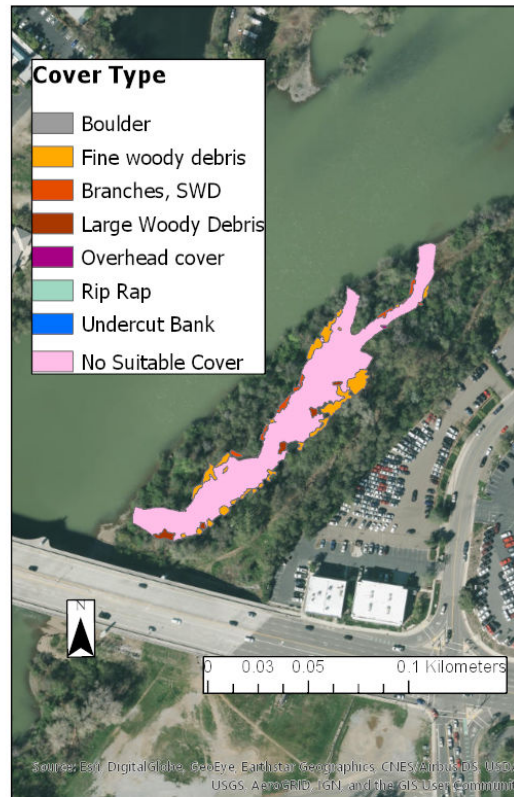 Cover Type
Boulder
Fine woody debris
Branches, SWD
Large Woody Debris
Overhead cover
Rip Rap
Undercut Bank
No Suitable Cover
N
0 0.03 0.05 0.1 Kilometers
Source: Esri, DigitalGlobe, GeoEye, Earthstar Geographics, CNES/Airbus DS, USDA,
USGS, AeroGRID, IGN, and the GIS User Community